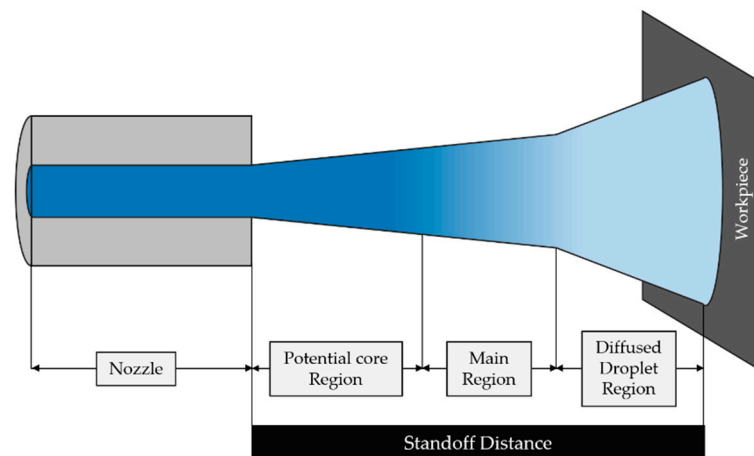 Workpiece
Nozzle
Potential core
Region
Main
Region
Diffused
Droplet
Region
Standoff Distance